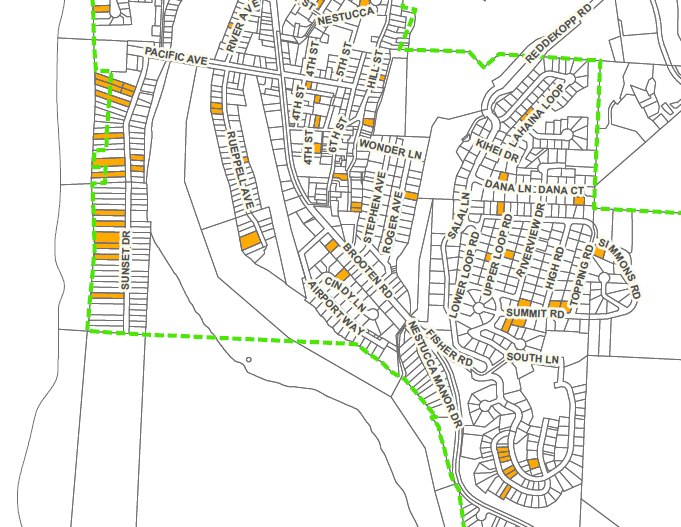 RIVER AVE
ST
NESTUCCA
REDDEKOPP RD
PACIFIC AVE
4TH ST
5TH ST
HILL ST
4TH ST
LAHAINA LOOP
4TH ST
6TH ST
WONDER LN
KIHEI DR
RUEPPELL AVE
DANA LN
DANA CT
STEPHEN AVE
ROGER AVE
SALAL LN
SUNSET DR
LOWER LOOP RD
UPPER LOOP RD
RIVERVIEW DR
HIGH RD
TOPPING RD
SIMMONS RD
BROOTEN RD
CINDY LN
AIRPORT WAY
SUMMIT RD
NESTUCCA MANOR DR
FISHER RD
SOUTH LN